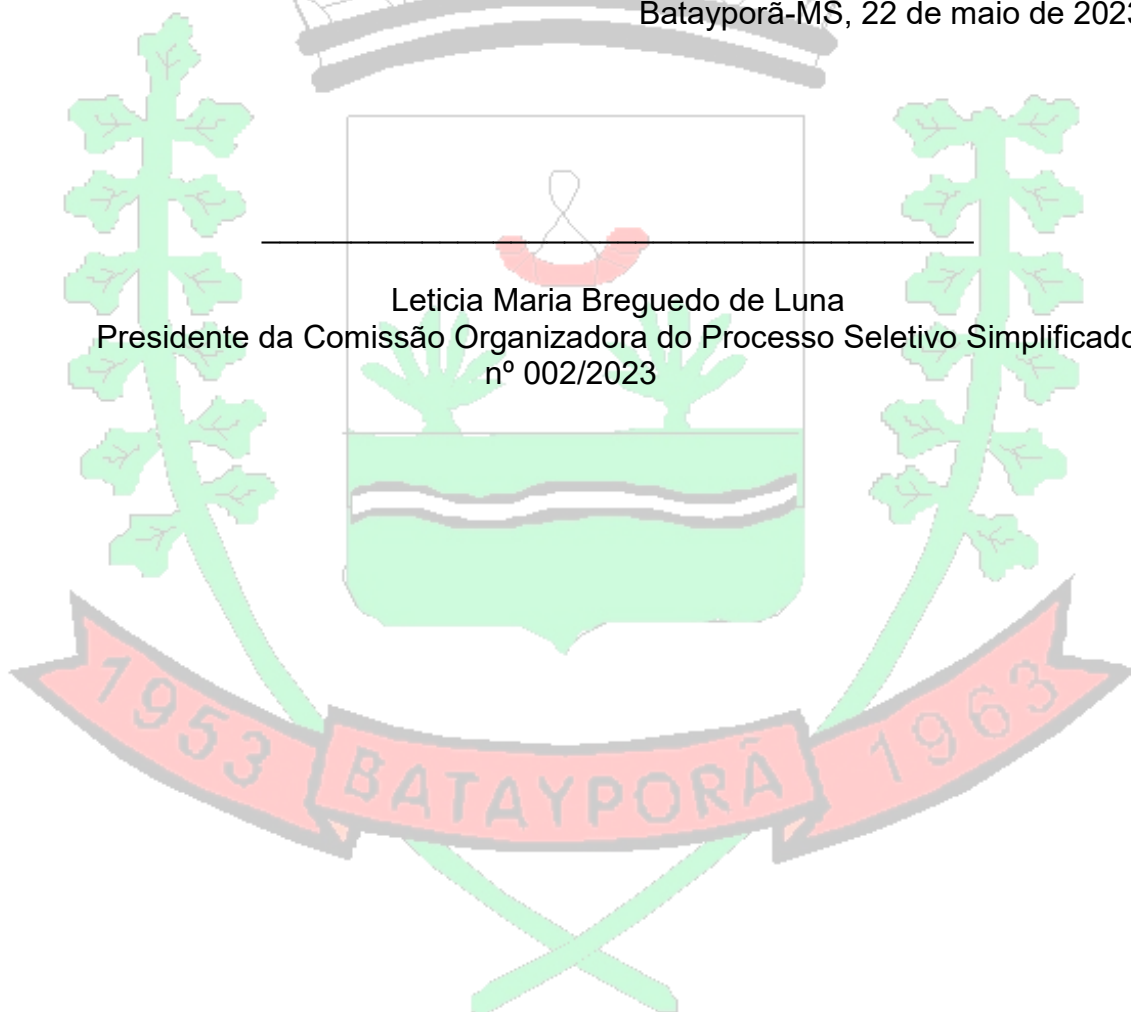 Batayporã-MS, 22 de maio de 2023
Leticia Maria Breguedo de Luna
Presidente da Comissão Organizadora do Processo Seletivo Simplificado
nº 002/2023
1953 BATAYPORÃ 1963